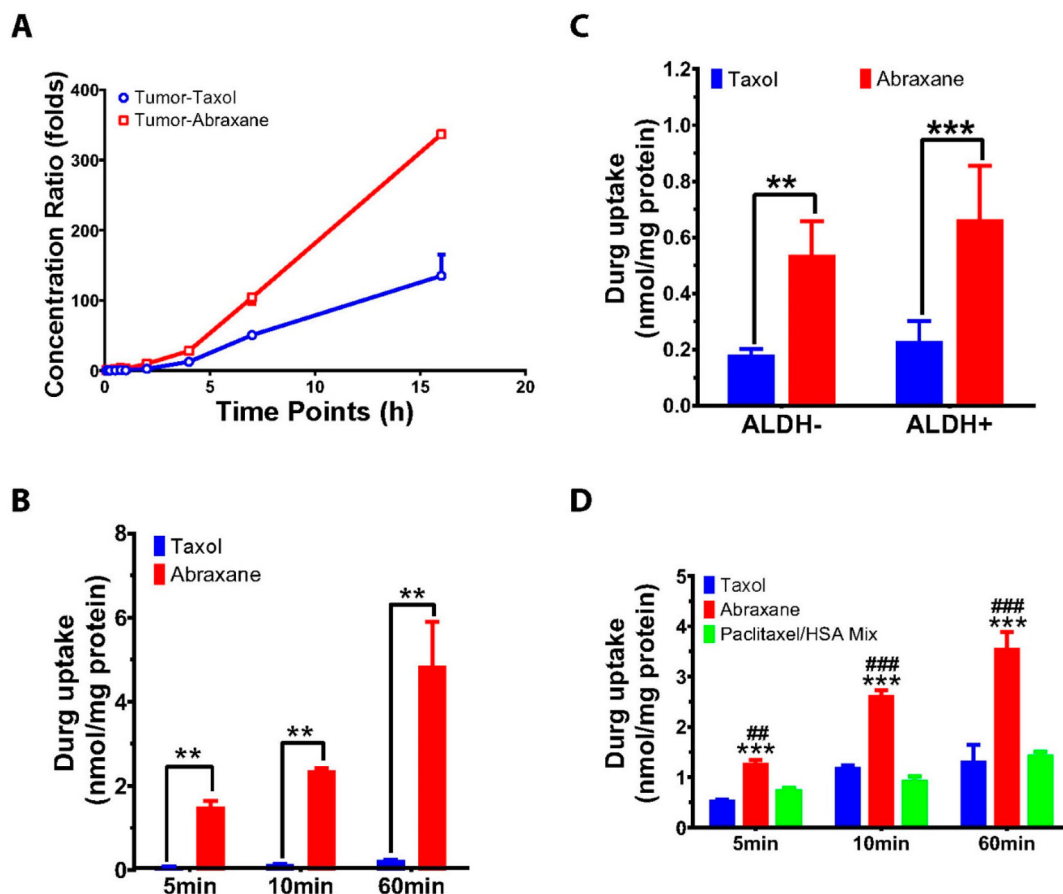 A
Concentration Ratio (folds)
400
300
200
100
0
Tumor-Taxol
Tumor-Abraxane
0 5 10 15 20
Time Points (h)
C
Durg uptake
(nmol/mg protein)
1.2
1.0
0.8
0.6
0.4
0.2
0.0
Taxol Abraxane
**
***
ALDH- ALDH+
B
Durg uptake
(nmol/mg protein)
8
6
4
2
0
Taxol
Abraxane
**
**
**
5min 10min 60min
D
Durg uptake
(nmol/mg protein)
5
4
3
2
1
0
Taxol
Abraxane
Paclitaxel/HSA Mix
##
***
###
***
###
***
5min 10min 60min